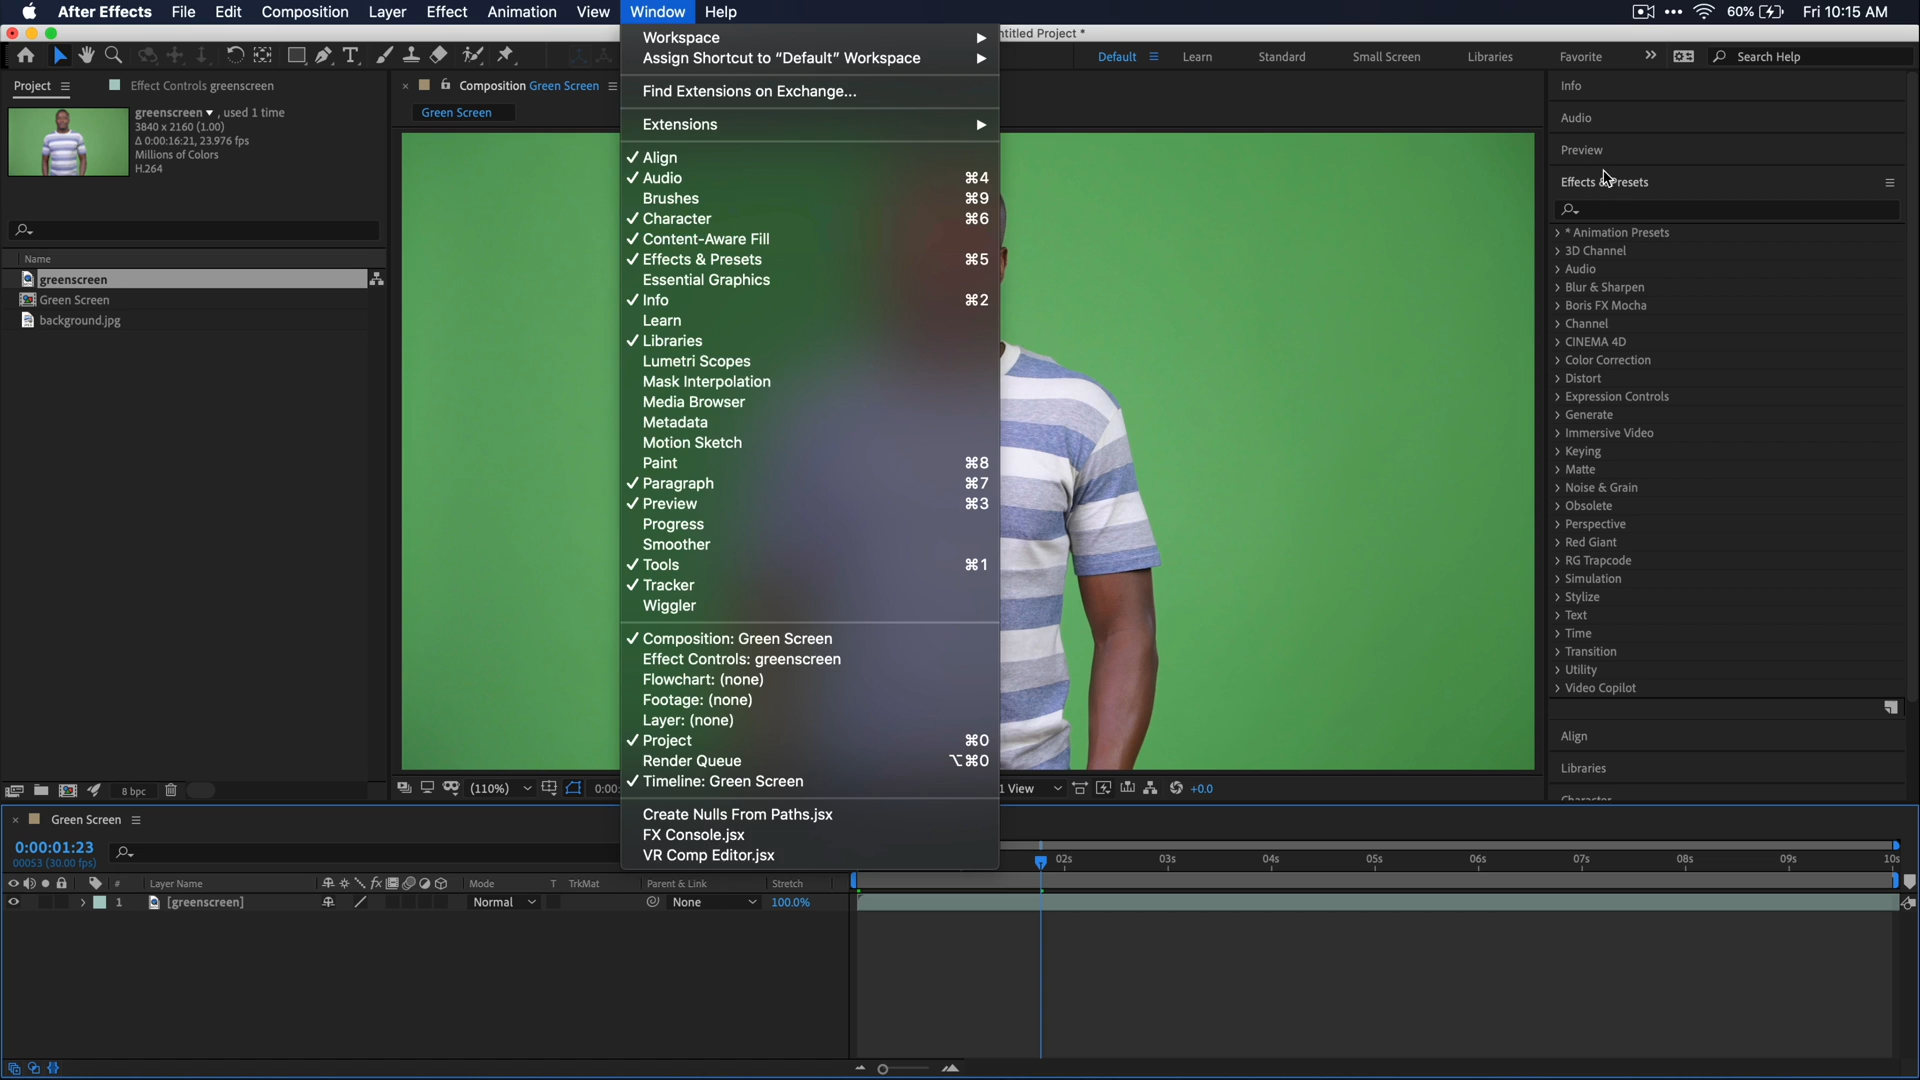 After Effects File Edit Composition Layer Effect Animation View Window Help 60% Fri 10:15 AM
ntitled Project *
Default Learn Standard Small Screen Libraries Favorite Search Help
Project Effect Controls greenscreen
Composition Green Screen
Green Screen
greenscreen , used 1 time
3840 x 2160 (1.00)
Δ 0:00:16:21, 23.976 fps
Millions of Colors
H.264
Name
greenscreen
Green Screen
background.jpg
8 bpc
Workspace
Assign Shortcut to “Default” Workspace
Find Extensions on Exchange...
Extensions
✓ Align
✓ Audio ⌘4
Brushes ⌘9
✓ Character ⌘6
✓ Content-Aware Fill
✓ Effects & Presets ⌘5
Essential Graphics
✓ Info ⌘2
Learn
✓ Libraries
Lumetri Scopes
Mask Interpolation
Media Browser
Metadata
Motion Sketch
Paint ⌘8
✓ Paragraph ⌘7
✓ Preview ⌘3
Progress
Smoother
✓ Tools ⌘1
✓ Tracker
Wiggler
✓ Composition: Green Screen
Effect Controls: greenscreen
Flowchart: (none)
Footage: (none)
Layer: (none)
✓ Project ⌘0
Render Queue ⌥⌘0
✓ Timeline: Green Screen
Create Nulls From Paths.jsx
FX Console.jsx
VR Comp Editor.jsx
Info
Audio
Preview
Effects & Presets
* Animation Presets
3D Channel
Audio
Blur & Sharpen
Boris FX Mocha
Channel
CINEMA 4D
Color Correction
Distort
Expression Controls
Generate
Immersive Video
Keying
Matte
Noise & Grain
Obsolete
Perspective
Red Giant
RG Trapcode
Simulation
Stylize
Text
Time
Transition
Utility
Video Copilot
Align
Libraries
Character
(110%) 0:00: 1 View +0.0
Green Screen
0:00:01:23
00053 (30.00 fps)
02s 03s 04s 05s 06s 07s 08s 09s 10s
# Layer Name fx Mode T TrkMat Parent & Link Stretch
1 [greenscreen] Normal None 100.0%